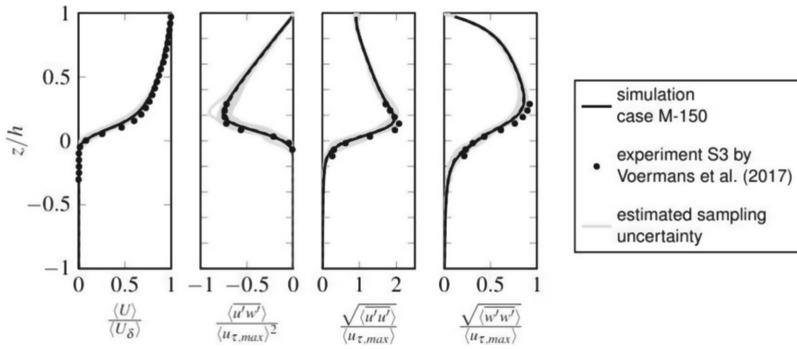 1
0.5
0
−0.5
−1
z/h
0 0.5 1
⟨U⟩ / ⟨U_δ⟩
−1 −0.5 0
⟨u′w′⟩ / ⟨u_τ,max⟩²
0 1 2
√⟨u′u′⟩ / ⟨u_τ,max⟩
0 0.5 1
√⟨w′w′⟩ / ⟨u_τ,max⟩
simulation
case M-150
experiment S3 by
Voermans et al. (2017)
estimated sampling
uncertainty